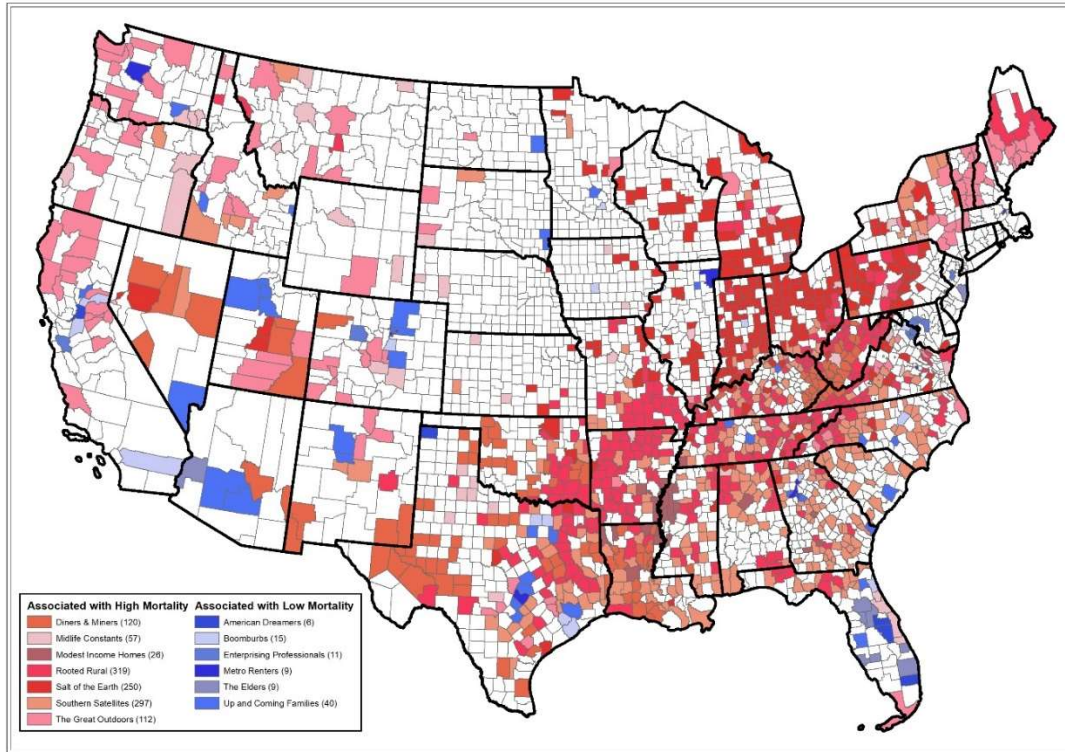 Associated with High Mortality
Diners & Miners (120)
Midlife Constants (57)
Modest Income Homes (26)
Rooted Rural (319)
Salt of the Earth (250)
Southern Satellites (297)
The Great Outdoors (112)
Associated with Low Mortality
American Dreamers (6)
Boomburbs (15)
Enterprising Professionals (11)
Metro Renters (9)
The Elders (9)
Up and Coming Families (40)